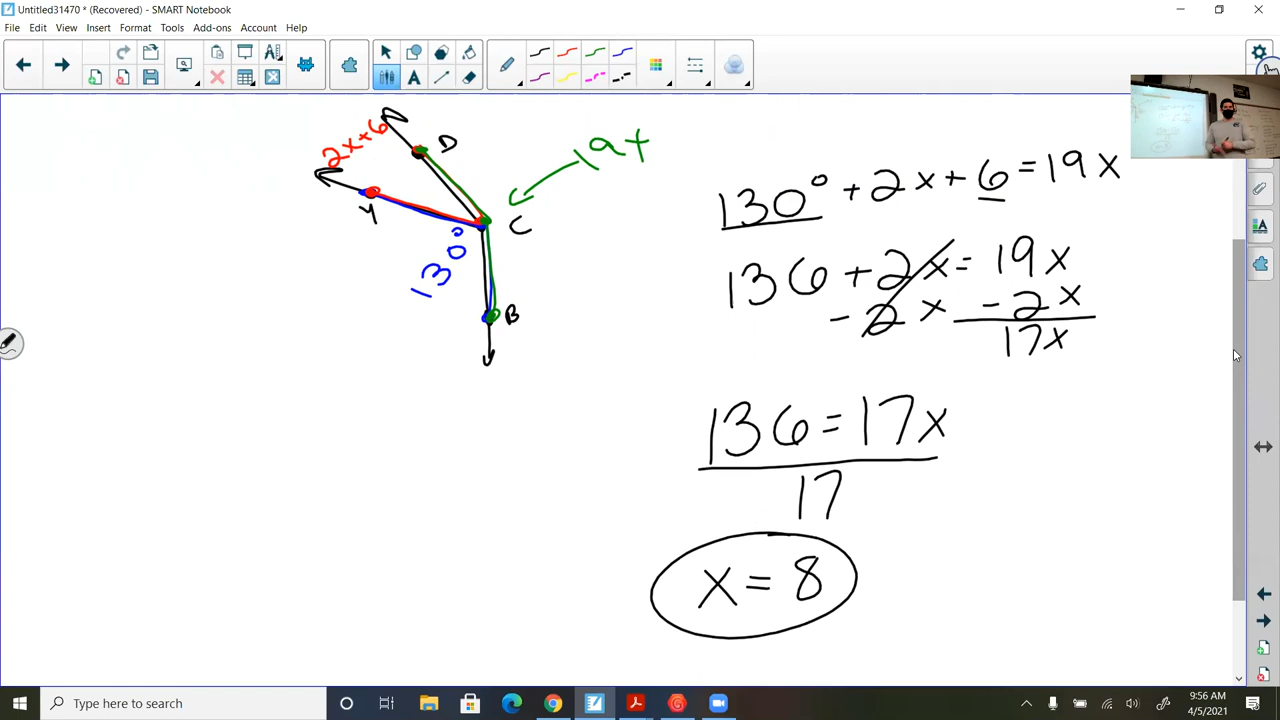 Untitled31470 * (Recovered) - SMART Notebook
File Edit View Insert Format Tools Add-ons Account Help
2x+6
D
19x
Y
C
130°
B
130° + 2x + 6 = 19x
136 + 2x = 19x
- 2x - 2x
17x
136 = 17x
17
x = 8
Type here to search
9:56 AM
4/5/2021